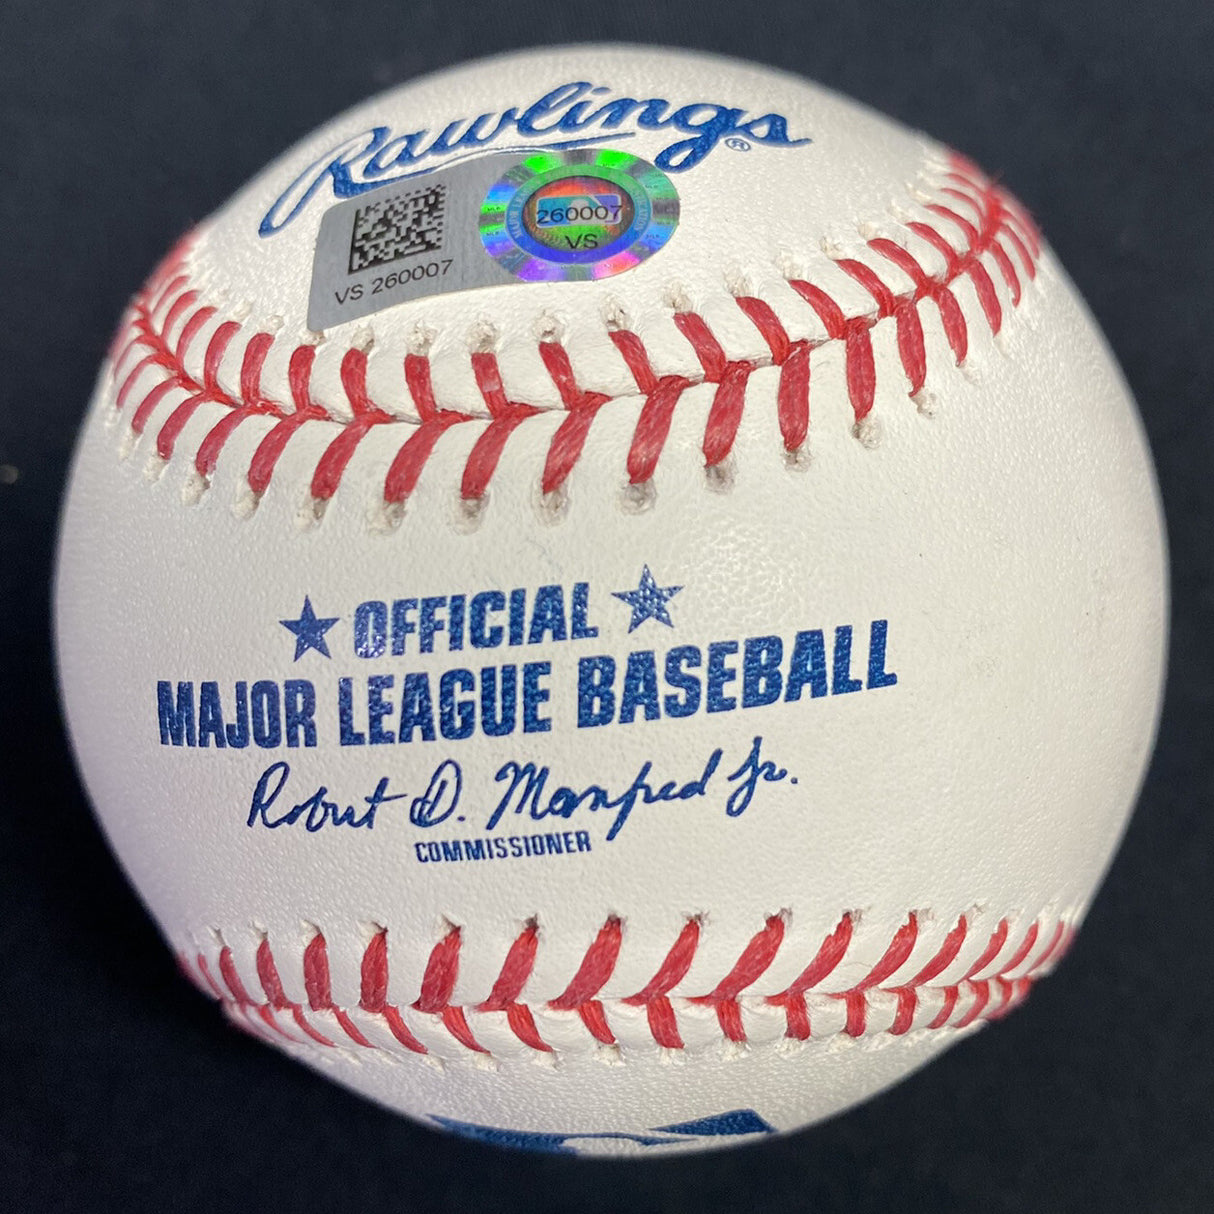 Rawlings®
VS 260007
260007
VS
★ OFFICIAL ★
MAJOR LEAGUE BASEBALL
Robert D. Manfred Jr.
COMMISSIONER